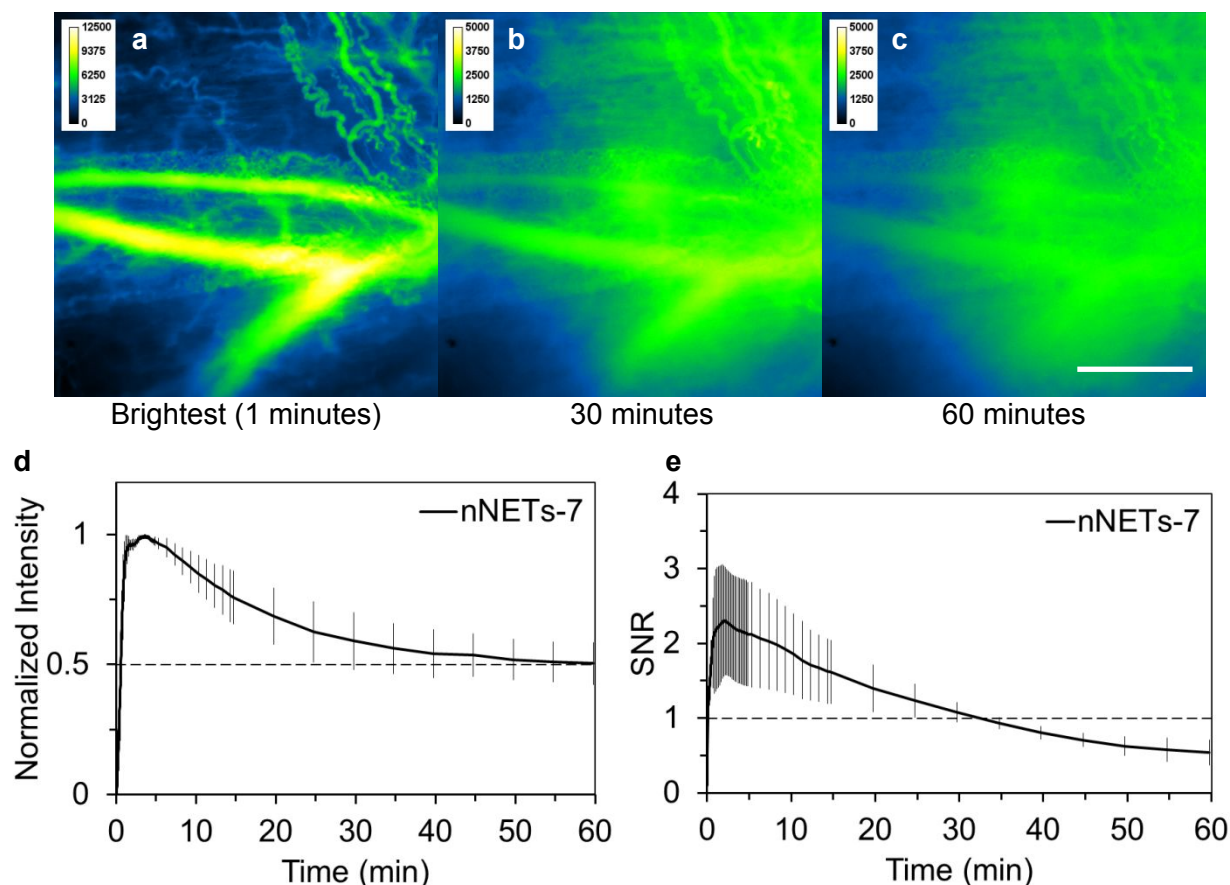 12500
9375
6250
3125
0
a
5000
3750
2500
1250
0
b
5000
3750
2500
1250
0
c
Brightest (1 minutes)
30 minutes
60 minutes
d
Normalized Intensity
1
0.5
0
nNETs-7
0 10 20 30 40 50 60
Time (min)
e
SNR
4
3
2
1
0
nNETs-7
0 10 20 30 40 50 60
Time (min)